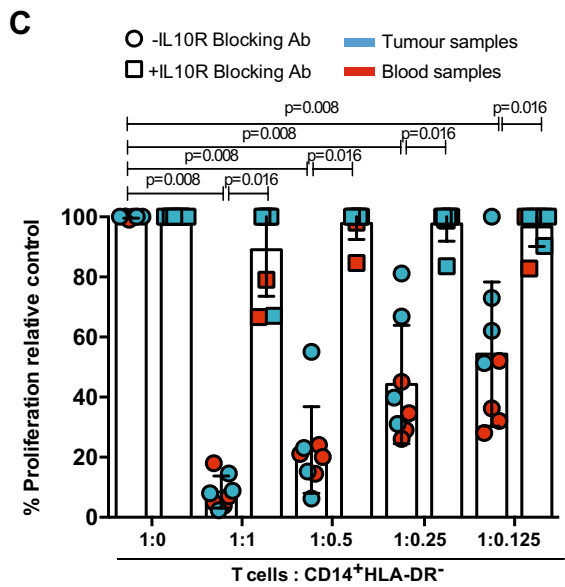 C
-IL10R Blocking Ab
Tumour samples
+IL10R Blocking Ab
Blood samples
p=0.008
p=0.016
p=0.008
p=0.016
p=0.008
p=0.016
p=0.008
p=0.016
% Proliferation relative control
100
80
60
40
20
0
1:0
1:1
1:0.5
1:0.25
1:0.125
T cells : CD14+HLA-DR-